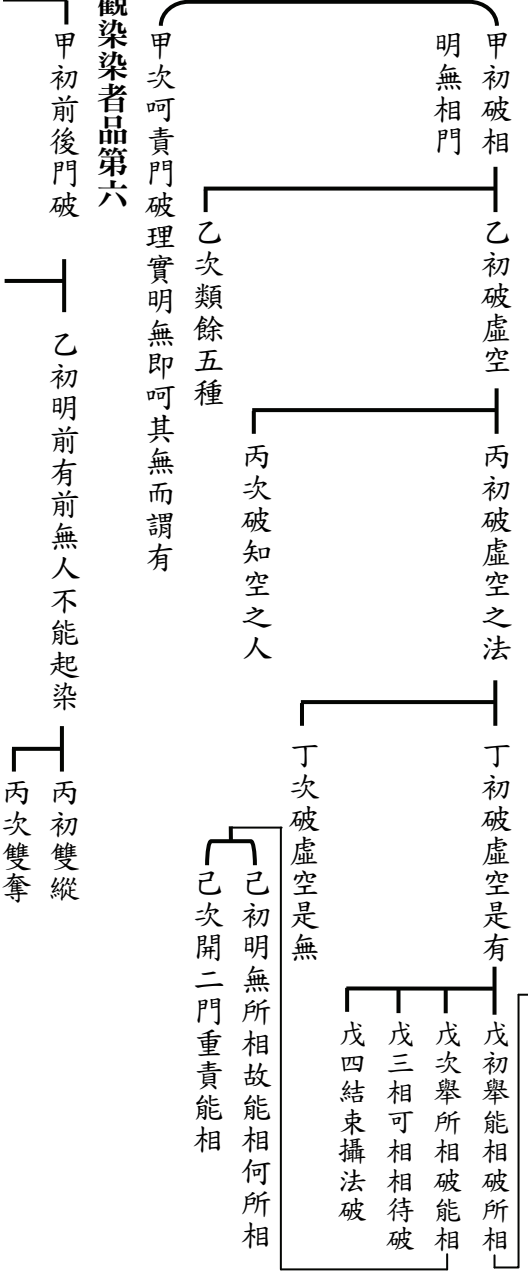 甲初破相
明無相門
乙初破虛空
丙初破虛空之法
丁初破虛空是有
戊初舉能相破所相
戊次舉所相破能相
己初明無所相故能相何所相
己次開二門重責能相
戊三相可相相待破
戊四結束攝法破
丁次破虛空是無
丙次破知空之人
乙次類餘五種
甲次呵責門破理實明無即呵其無而謂有
觀染染者品第六
甲初前後門破
乙初明前有前無人不能起染
丙初雙縱
丙次雙奪